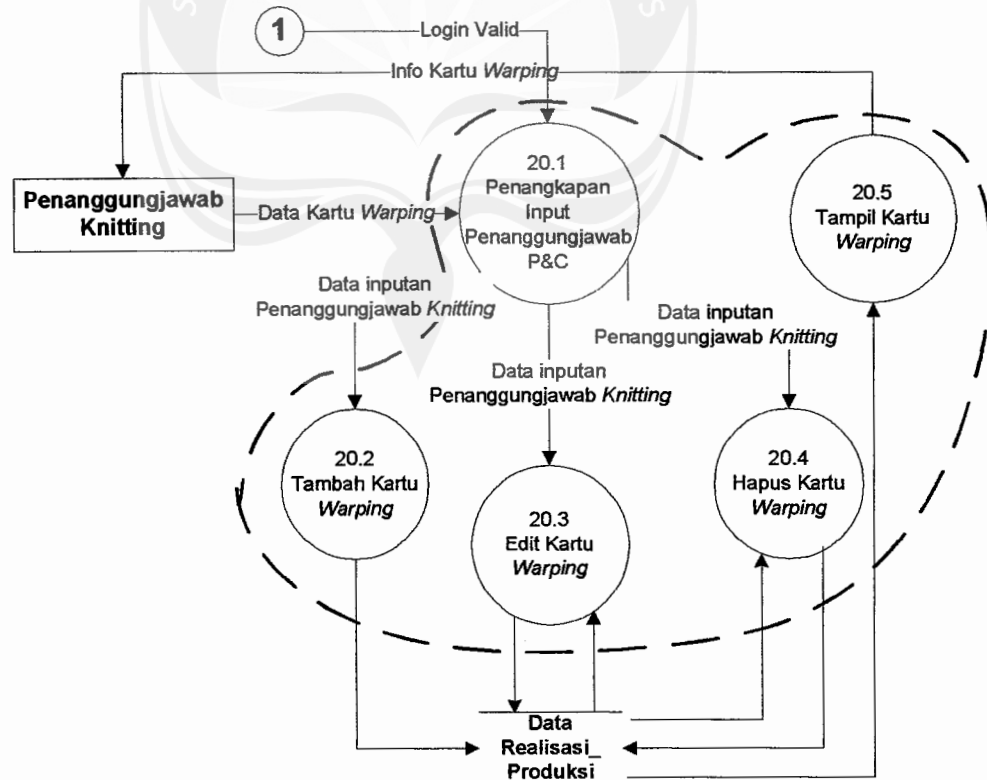 1
Login Valid
Info Kartu Warping
20.1
Penangkapan
Input
Penanggungjawab
P&C
20.5
Tampil Kartu
Warping
Penanggungjawab
Knitting
Data Kartu Warping
Data inputan
Penanggungjawab Knitting
Data inputan
Penanggungjawab Knitting
Data inputan
Penanggungjawab Knitting
20.2
Tambah Kartu
Warping
20.3
Edit Kartu
Warping
20.4
Hapus Kartu
Warping
Data
Realisasi_
Produksi